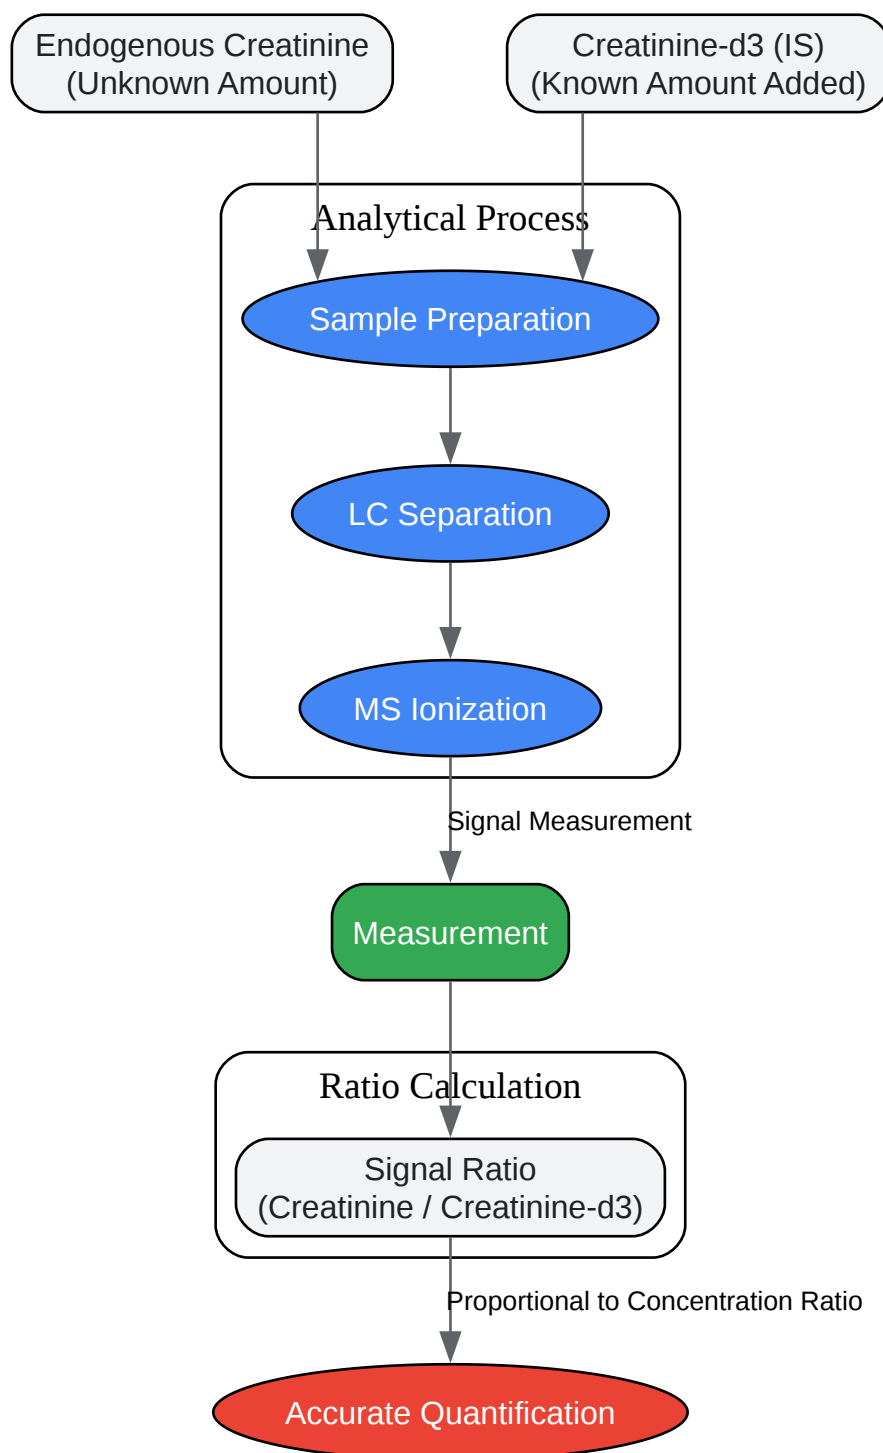 Endogenous Creatinine
(Unknown Amount)
Creatinine-d3 (IS)
(Known Amount Added)
Analytical Process
Sample Preparation
LC Separation
MS Ionization
Signal Measurement
Measurement
Ratio Calculation
Signal Ratio
(Creatinine / Creatinine-d3)
Proportional to Concentration Ratio
Accurate Quantification